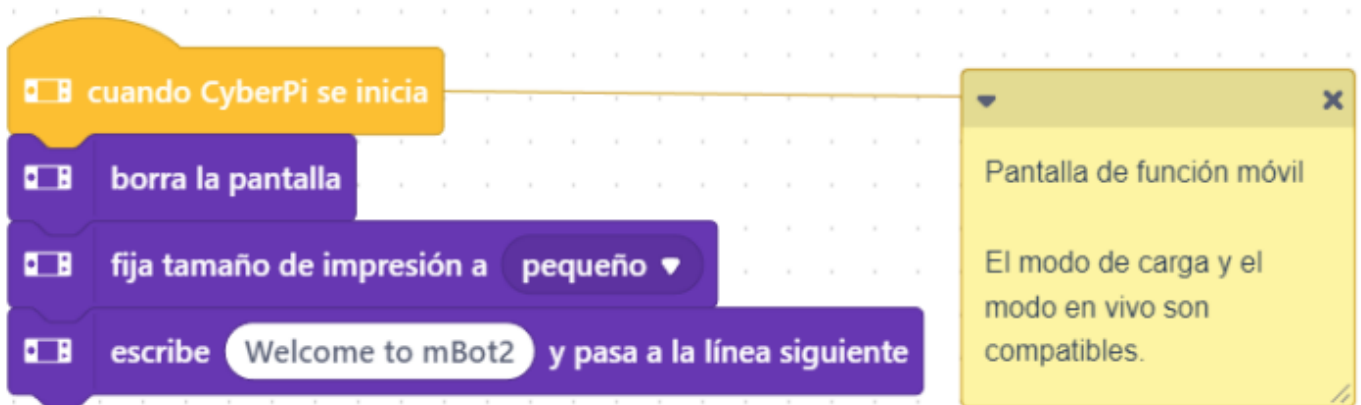 cuando CyberPi se inicia
borra la pantalla
fija tamaño de impresión a pequeño
escribe Welcome to mBot2 y pasa a la línea siguiente
Pantalla de función móvil
El modo de carga y el
modo en vivo son
compatibles.